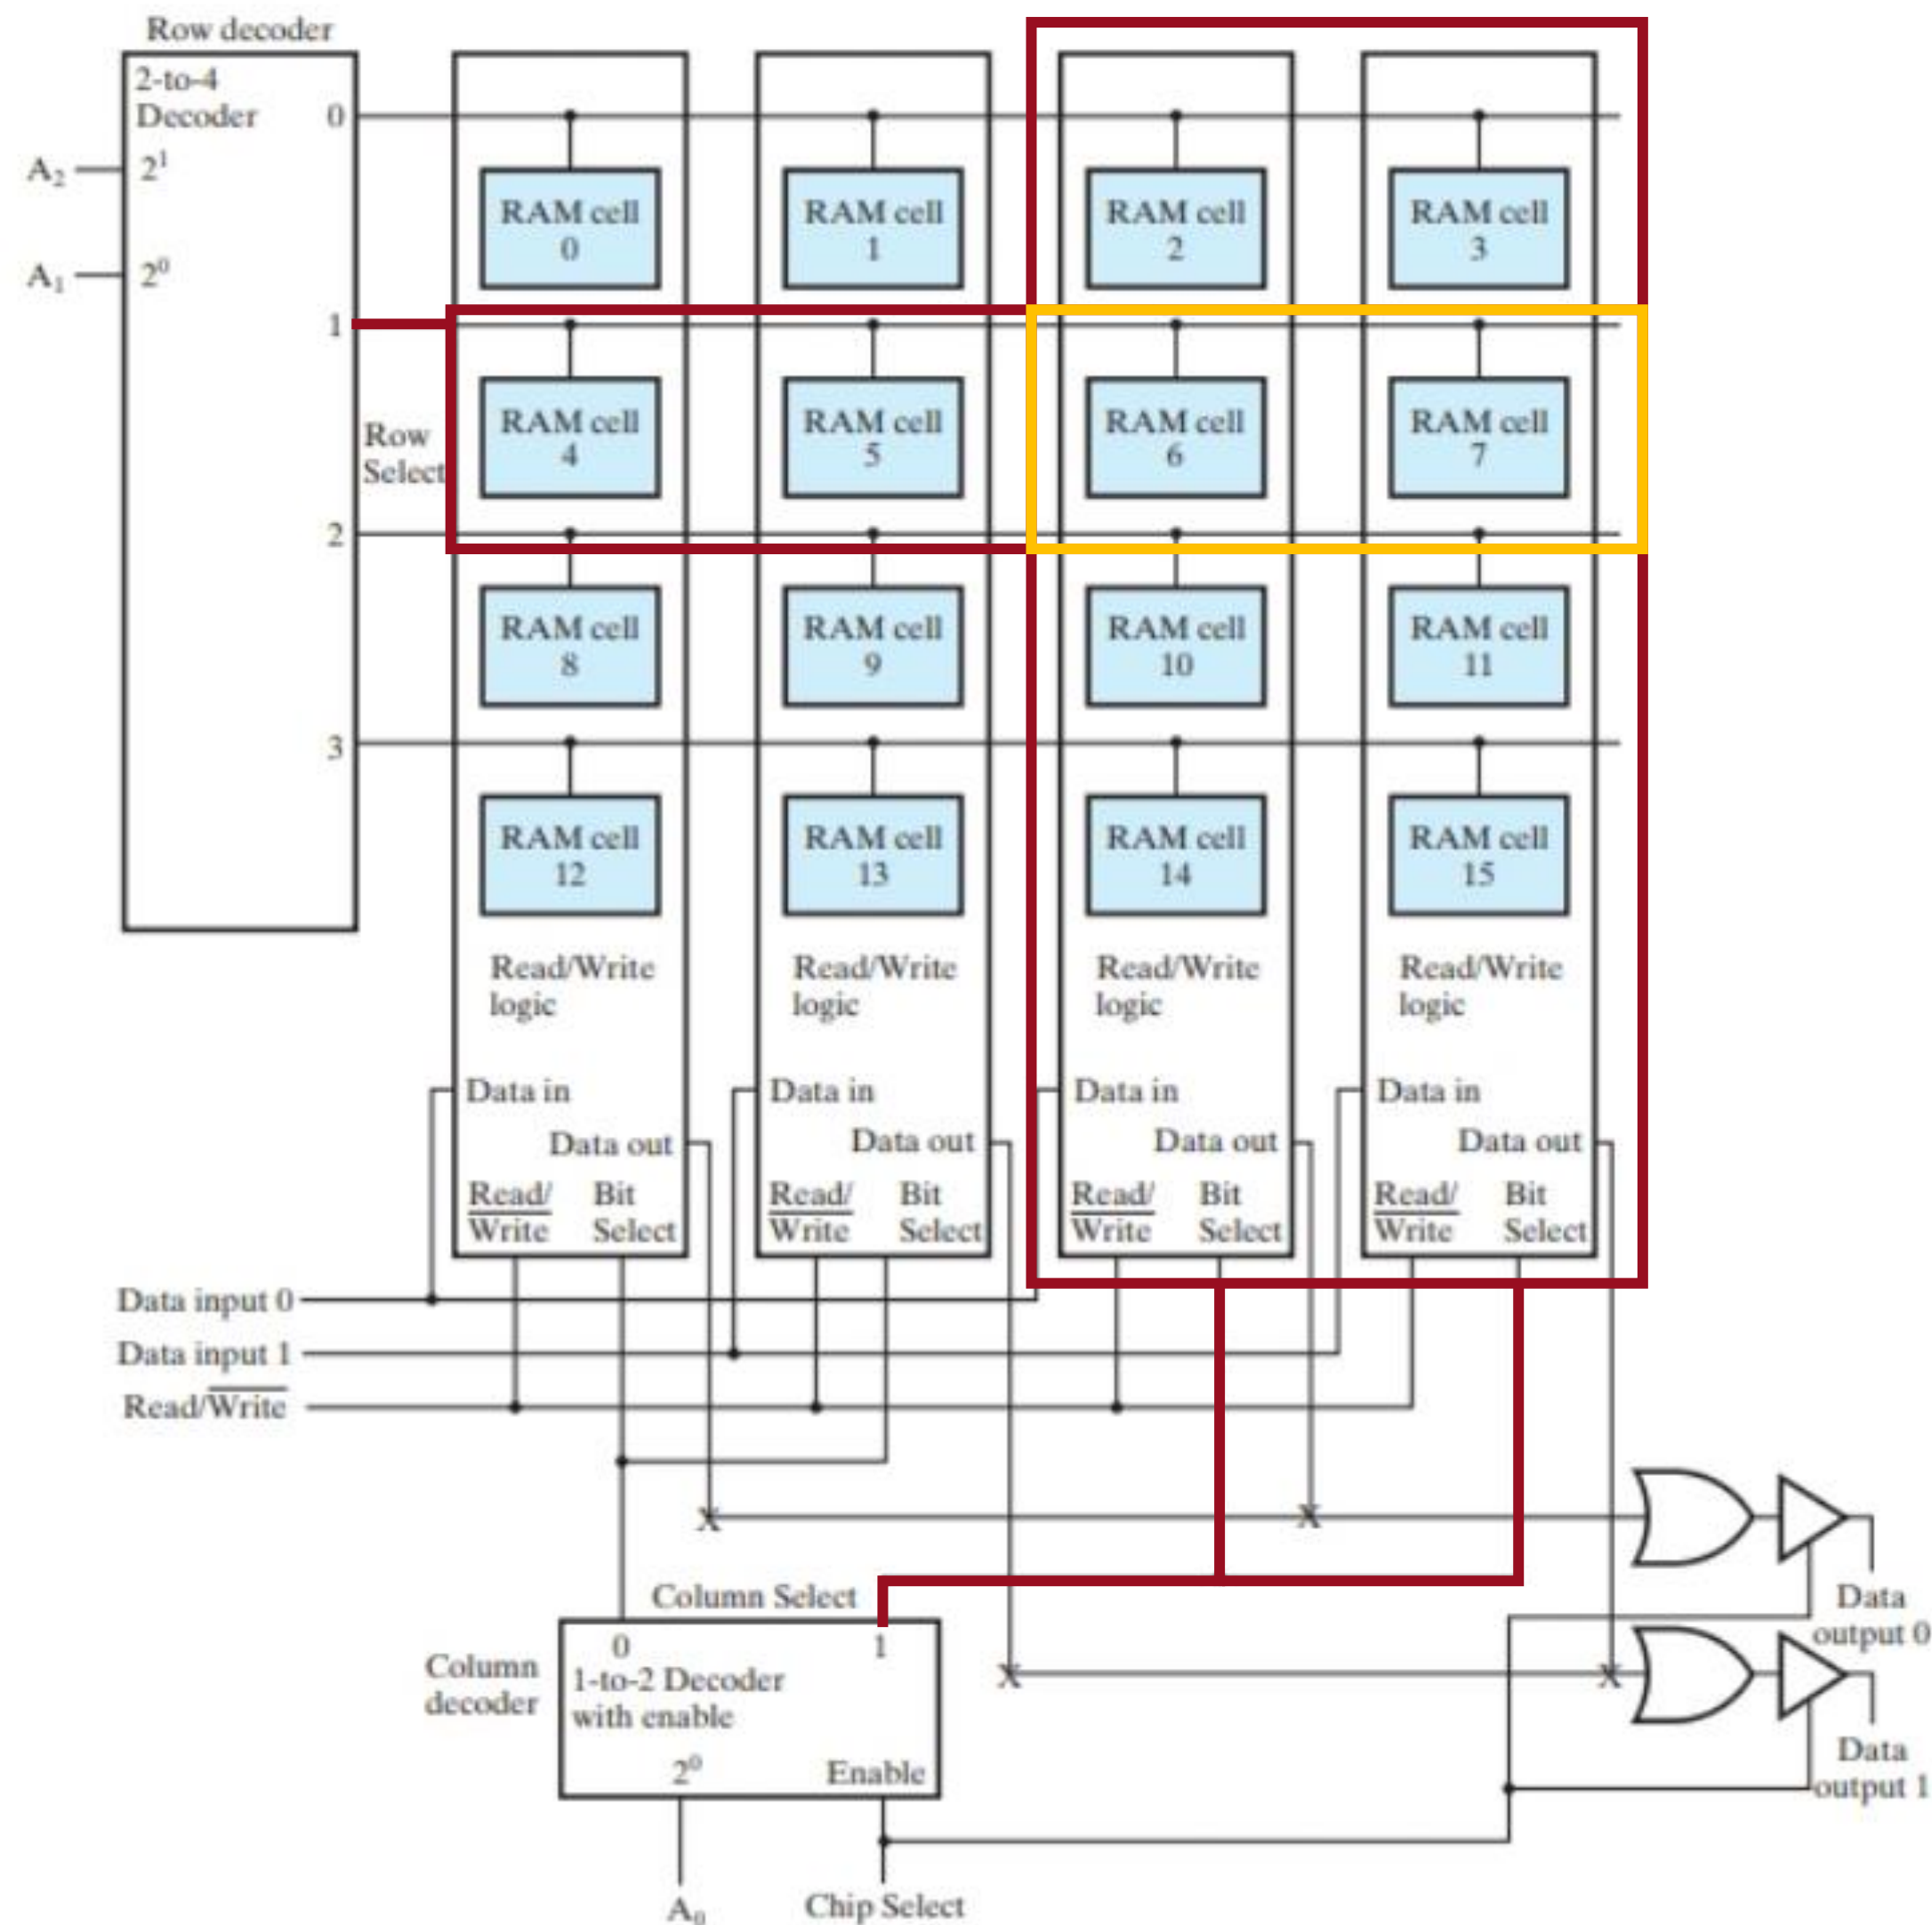 Row decoder
2-to-4
Decoder
0
A₂
2¹
A₁
2⁰
RAM cell
0
RAM cell
1
RAM cell
2
RAM cell
3
1
Row
Select
RAM cell
4
RAM cell
5
RAM cell
6
RAM cell
7
2
RAM cell
8
RAM cell
9
RAM cell
10
RAM cell
11
3
RAM cell
12
RAM cell
13
RAM cell
14
RAM cell
15
Read/Write
logic
Read/Write
logic
Read/Write
logic
Read/Write
logic
Data in
Data in
Data in
Data in
Data out
Data out
Data out
Data out
Read/
Write
Bit
Select
Read/
Write
Bit
Select
Read/
Write
Bit
Select
Read/
Write
Bit
Select
Data input 0
Data input 1
Read/Write
X
X
Data
output 0
X
X
Data
output 1
Column Select
Column
decoder
0
1
1-to-2 Decoder
with enable
2⁰
Enable
A₀
Chip Select